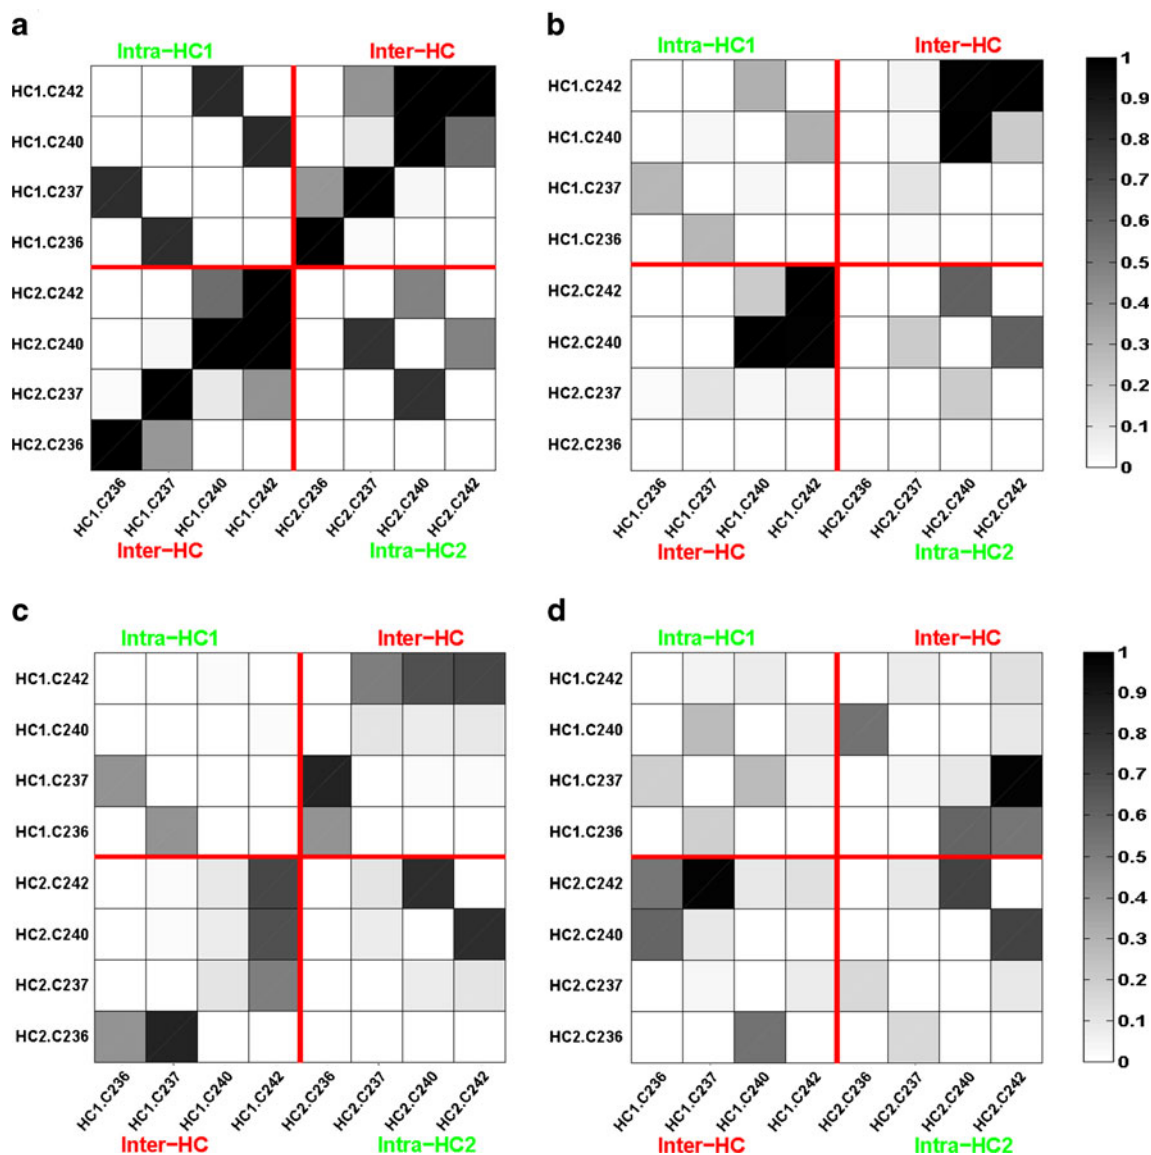 a
Intra-HC1 Inter-HC
HC1.C242
HC1.C240
HC1.C237
HC1.C236
HC2.C242
HC2.C240
HC2.C237
HC2.C236
HC1.C236 HC1.C237 HC1.C240 HC1.C242 HC2.C236 HC2.C237 HC2.C240 HC2.C242
Inter-HC Intra-HC2
b
Intra-HC1 Inter-HC
HC1.C242
HC1.C240
HC1.C237
HC1.C236
HC2.C242
HC2.C240
HC2.C237
HC2.C236
HC1.C236 HC1.C237 HC1.C240 HC1.C242 HC2.C236 HC2.C237 HC2.C240 HC2.C242
Inter-HC Intra-HC2
1
0.9
0.8
0.7
0.6
0.5
0.4
0.3
0.2
0.1
0
c
Intra-HC1 Inter-HC
HC1.C242
HC1.C240
HC1.C237
HC1.C236
HC2.C242
HC2.C240
HC2.C237
HC2.C236
HC1.C236 HC1.C237 HC1.C240 HC1.C242 HC2.C236 HC2.C237 HC2.C240 HC2.C242
Inter-HC Intra-HC2
d
Intra-HC1 Inter-HC
HC1.C242
HC1.C240
HC1.C237
HC1.C236
HC2.C242
HC2.C240
HC2.C237
HC2.C236
HC1.C236 HC1.C237 HC1.C240 HC1.C242 HC2.C236 HC2.C237 HC2.C240 HC2.C242
Inter-HC Intra-HC2
1
0.9
0.8
0.7
0.6
0.5
0.4
0.3
0.2
0.1
0